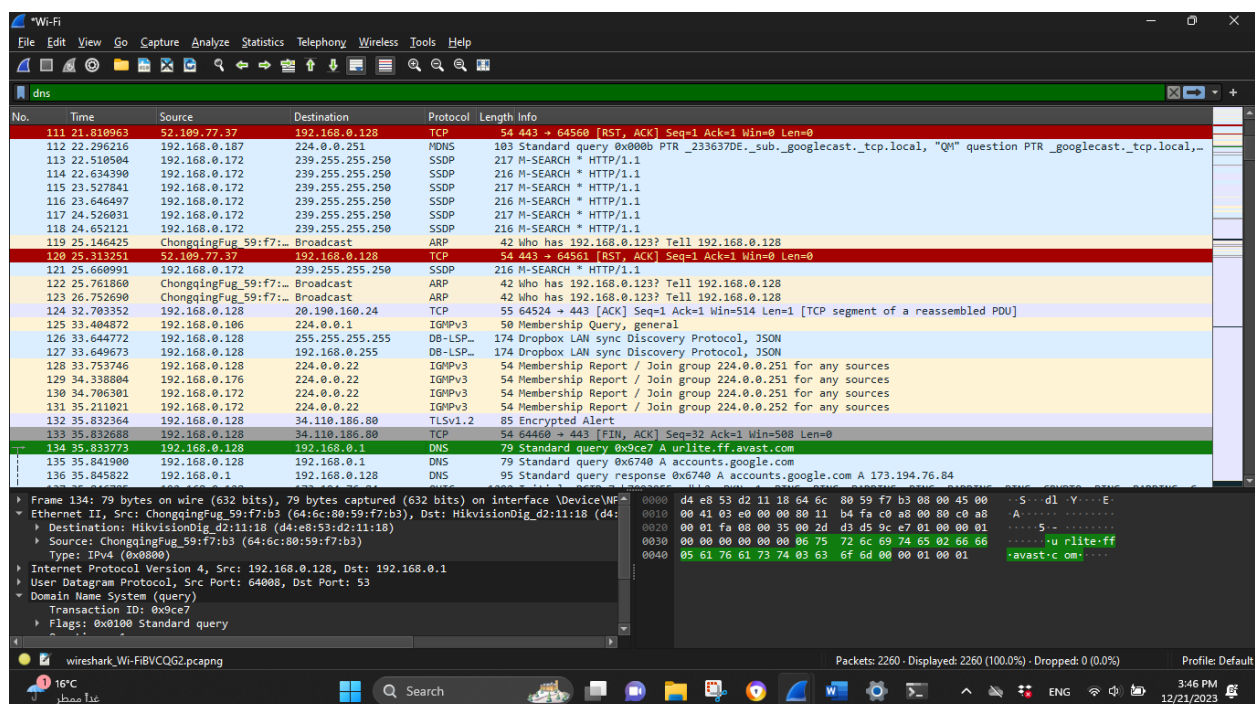 *Wi-Fi
File Edit View Go Capture Analyze Statistics Telephony Wireless Tools Help
dns
No. Time Source Destination Protocol Length Info
111 21.810963 52.109.77.37 192.168.0.128 TCP 54 443 → 64560 [RST, ACK] Seq=1 Ack=1 Win=0 Len=0
112 22.296216 192.168.0.187 224.0.0.251 MDNS 103 Standard query 0x000b PTR _233637DE._sub._googlecast._tcp.local, "QM" question PTR _googlecast._tcp.local,…
113 22.510504 192.168.0.172 239.255.255.250 SSDP 217 M-SEARCH * HTTP/1.1
114 22.634390 192.168.0.172 239.255.255.250 SSDP 216 M-SEARCH * HTTP/1.1
115 23.527841 192.168.0.172 239.255.255.250 SSDP 217 M-SEARCH * HTTP/1.1
116 23.646497 192.168.0.172 239.255.255.250 SSDP 216 M-SEARCH * HTTP/1.1
117 24.526031 192.168.0.172 239.255.255.250 SSDP 217 M-SEARCH * HTTP/1.1
118 24.652121 192.168.0.172 239.255.255.250 SSDP 216 M-SEARCH * HTTP/1.1
119 25.146425 ChongqingFug_59:f7:… Broadcast ARP 42 Who has 192.168.0.123? Tell 192.168.0.128
120 25.313251 52.109.77.37 192.168.0.128 TCP 54 443 → 64561 [RST, ACK] Seq=1 Ack=1 Win=0 Len=0
121 25.660991 192.168.0.172 239.255.255.250 SSDP 216 M-SEARCH * HTTP/1.1
122 25.761860 ChongqingFug_59:f7:… Broadcast ARP 42 Who has 192.168.0.123? Tell 192.168.0.128
123 26.752690 ChongqingFug_59:f7:… Broadcast ARP 42 Who has 192.168.0.123? Tell 192.168.0.128
124 32.703352 192.168.0.128 20.190.160.24 TCP 55 64524 → 443 [ACK] Seq=1 Ack=1 Win=514 Len=1 [TCP segment of a reassembled PDU]
125 33.404872 192.168.0.106 224.0.0.1 IGMPv3 50 Membership Query, general
126 33.644772 192.168.0.128 255.255.255.255 DB-LSP… 174 Dropbox LAN sync Discovery Protocol, JSON
127 33.649673 192.168.0.128 192.168.0.255 DB-LSP… 174 Dropbox LAN sync Discovery Protocol, JSON
128 33.753746 192.168.0.128 224.0.0.22 IGMPv3 54 Membership Report / Join group 224.0.0.251 for any sources
129 34.338804 192.168.0.176 224.0.0.22 IGMPv3 54 Membership Report / Join group 224.0.0.251 for any sources
130 34.706301 192.168.0.172 224.0.0.22 IGMPv3 54 Membership Report / Join group 224.0.0.251 for any sources
131 35.211021 192.168.0.172 224.0.0.22 IGMPv3 54 Membership Report / Join group 224.0.0.252 for any sources
132 35.832364 192.168.0.128 34.110.186.80 TLSv1.2 85 Encrypted Alert
133 35.832688 192.168.0.128 34.110.186.80 TCP 54 64460 → 443 [FIN, ACK] Seq=32 Ack=1 Win=508 Len=0
134 35.833773 192.168.0.128 192.168.0.1 DNS 79 Standard query 0x9ce7 A urlite.ff.avast.com
135 35.841900 192.168.0.128 192.168.0.1 DNS 79 Standard query 0x6740 A accounts.google.com
136 35.845822 192.168.0.1 192.168.0.128 DNS 95 Standard query response 0x6740 A accounts.google.com A 173.194.76.84
Frame 134: 79 bytes on wire (632 bits), 79 bytes captured (632 bits) on interface \Device\NF
Ethernet II, Src: ChongqingFug_59:f7:b3 (64:6c:80:59:f7:b3), Dst: HikvisionDig_d2:11:18 (d4:
Destination: HikvisionDig_d2:11:18 (d4:e8:53:d2:11:18)
Source: ChongqingFug_59:f7:b3 (64:6c:80:59:f7:b3)
Type: IPv4 (0x0800)
Internet Protocol Version 4, Src: 192.168.0.128, Dst: 192.168.0.1
User Datagram Protocol, Src Port: 64008, Dst Port: 53
Domain Name System (query)
Transaction ID: 0x9ce7
Flags: 0x0100 Standard query
0000 d4 e8 53 d2 11 18 64 6c 80 59 f7 b3 08 00 45 00 ··S···dl ·Y····E·
0010 00 41 03 e0 00 00 80 11 b4 fa c0 a8 00 80 c0 a8 ·A······ ········
0020 00 01 fa 08 00 35 00 2d d3 d5 9c e7 01 00 00 01 ·····5·- ········
0030 00 00 00 00 00 00 06 75 72 6c 69 74 65 02 66 66 ·······u rlite·ff
0040 05 61 76 61 73 74 03 63 6f 6d 00 00 01 00 01 ·avast·c om·····
wireshark_Wi-FiBVCQG2.pcapng Packets: 2260 · Displayed: 2260 (100.0%) · Dropped: 0 (0.0%) Profile: Default
1
16°C
غداً ممطر
Search
ENG
3:46 PM
12/21/2023